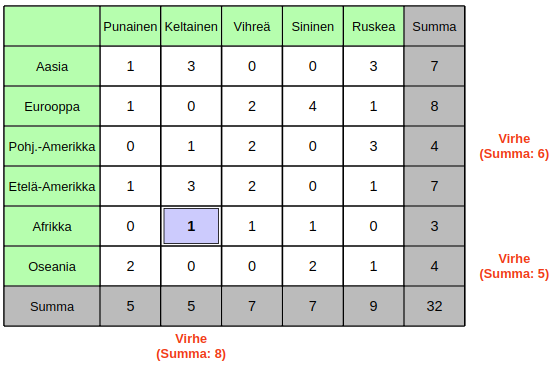 Punainen Keltainen Vihreä Sininen Ruskea Summa
Aasia 1 3 0 0 3 7
Eurooppa 1 0 2 4 1 8
Pohj.-Amerikka 0 1 2 0 3 4
Virhe
(Summa: 6)
Etelä-Amerikka 1 3 2 0 1 7
Afrikka 0 1 1 1 0 3
Oseania 2 0 0 2 1 4
Virhe
(Summa: 5)
Summa 5 5 7 7 9 32
Virhe
(Summa: 8)